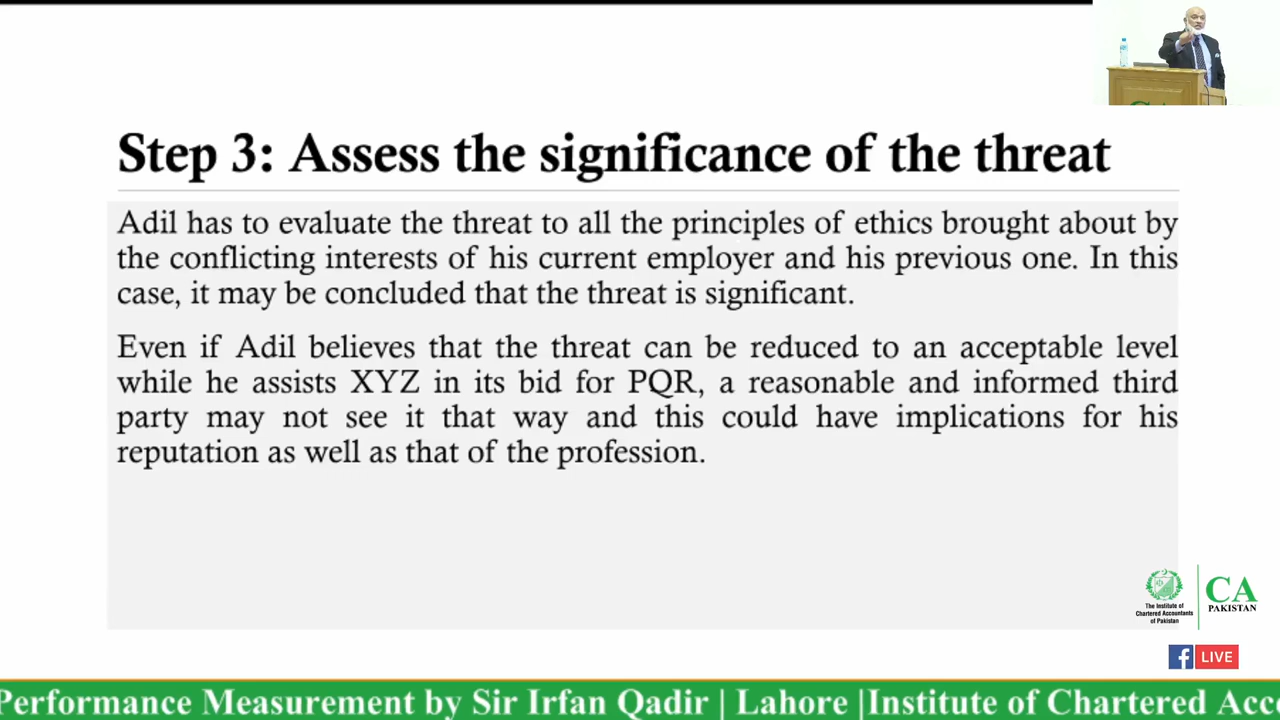 Step 3: Assess the significance of the threat
Adil has to evaluate the threat to all the principles of ethics brought about by
the conflicting interests of his current employer and his previous one. In this
case, it may be concluded that the threat is significant.
Even if Adil believes that the threat can be reduced to an acceptable level
while he assists XYZ in its bid for PQR, a reasonable and informed third
party may not see it that way and this could have implications for his
reputation as well as that of the profession.
The Institute of
Chartered Accountants
of Pakistan
CA
PAKISTAN
f LIVE
Performance Measurement by Sir Irfan Qadir | Lahore |Institute of Chartered Acc